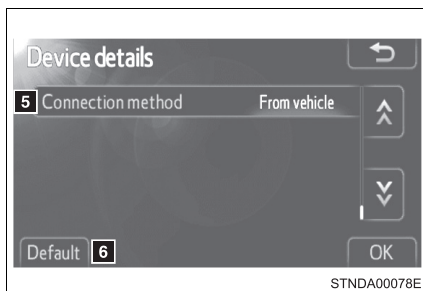 Device details
5 Connection method From vehicle
Default 6 OK
STNDA00078E